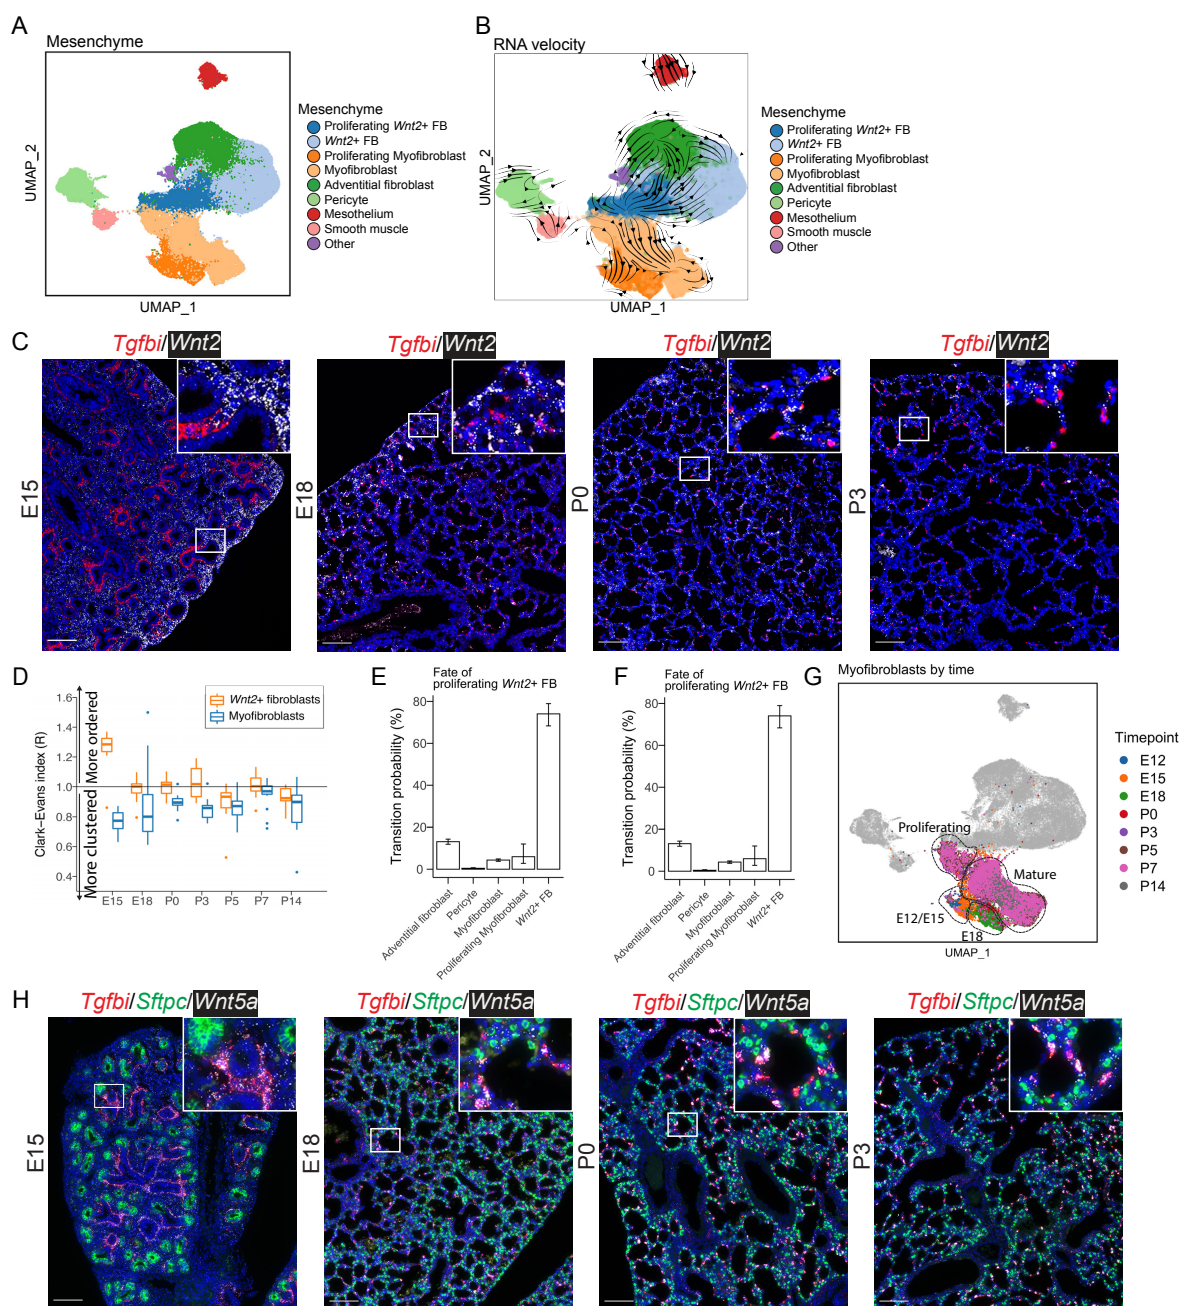 A
Mesenchyme
UMAP_2
UMAP_1
Mesenchyme
Proliferating Wnt2+ FB
Wnt2+ FB
Proliferating Myofibroblast
Myofibroblast
Adventitial fibroblast
Pericyte
Mesothelium
Smooth muscle
Other
B
RNA velocity
UMAP_2
UMAP_1
Mesenchyme
Proliferating Wnt2+ FB
Wnt2+ FB
Proliferating Myofibroblast
Myofibroblast
Adventitial fibroblast
Pericyte
Mesothelium
Smooth muscle
Other
C
Tgfbi/Wnt2
E15
Tgfbi/Wnt2
E18
Tgfbi/Wnt2
P0
Tgfbi/Wnt2
P3
D
Clark-Evans index (R)
More ordered
More clustered
1.6
1.4
1.2
1.0
0.8
0.6
0.4
Wnt2+ fibroblasts
Myofibroblasts
E15 E18 P0 P3 P5 P7 P14
E
Fate of
proliferating Wnt2+ FB
Transition probability (%)
80
60
40
20
0
Adventitial fibroblast
Pericyte
Myofibroblast
Proliferating Myofibroblast
Wnt2+ FB
F
Fate of
proliferating Wnt2+ FB
Transition probability (%)
80
60
40
20
0
Adventitial fibroblast
Pericyte
Myofibroblast
Proliferating Myofibroblast
Wnt2+ FB
G
Myofibroblasts by time
Proliferating
Mature
E12/E15
E18
UMAP_1
Timepoint
E12
E15
E18
P0
P3
P5
P7
P14
H
Tgfbi/Sftpc/Wnt5a
E15
Tgfbi/Sftpc/Wnt5a
E18
Tgfbi/Sftpc/Wnt5a
P0
Tgfbi/Sftpc/Wnt5a
P3